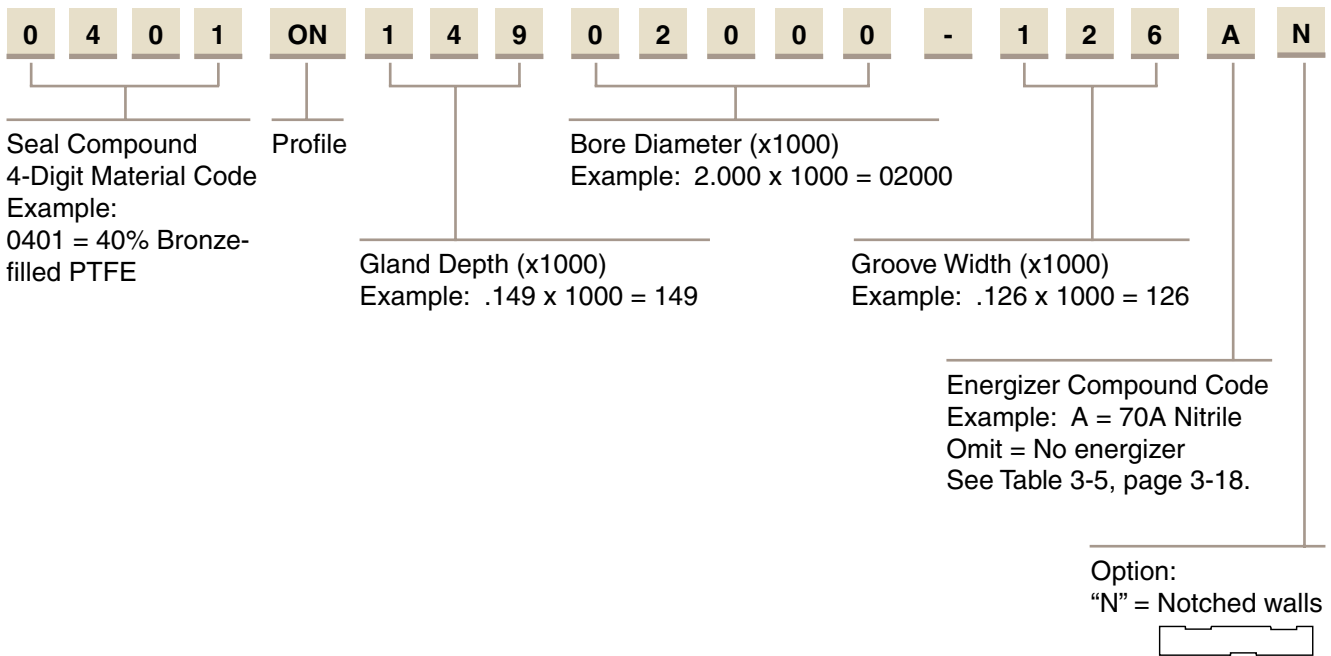 0 4 0 1 ON 1 4 9 0 2 0 0 0 - 1 2 6 A N
Seal Compound
4-Digit Material Code
Example:
0401 = 40% Bronze-
filled PTFE
Profile
Gland Depth (x1000)
Example: .149 x 1000 = 149
Bore Diameter (x1000)
Example: 2.000 x 1000 = 02000
Groove Width (x1000)
Example: .126 x 1000 = 126
Energizer Compound Code
Example: A = 70A Nitrile
Omit = No energizer
See Table 3-5, page 3-18.
Option:
“N” = Notched walls